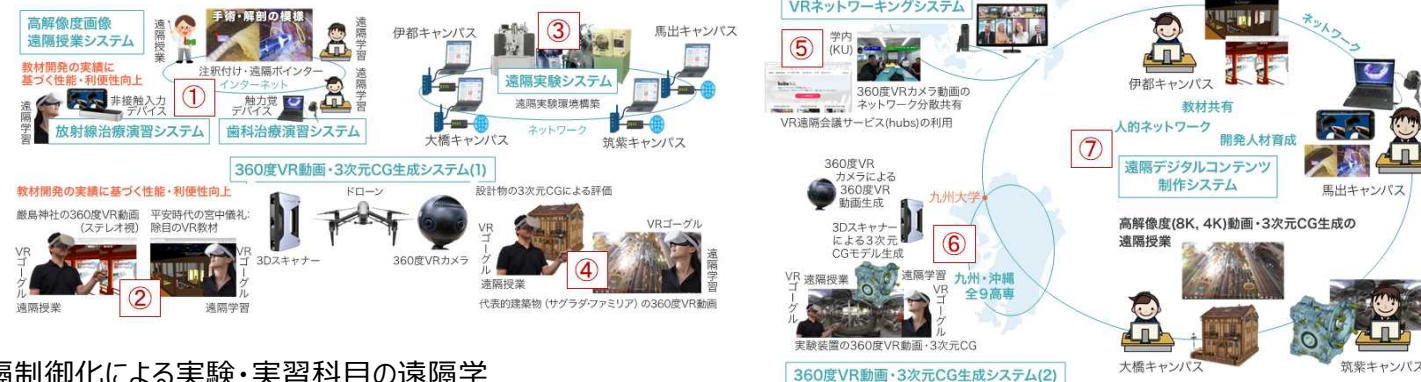 高解像度画像
遠隔授業システム
教材開発の実績に
基づく性能・利便性向上
遠隔授業
手術・解剖の模様
遠隔学習
注釈付け・遠隔ポインター
インターネット
①
遠隔学習
遠隔学習
非接触入力
デバイス
触力覚
デバイス
放射線治療演習システム
歯科治療演習システム
伊都キャンパス
③
馬出キャンパス
遠隔実験システム
遠隔実験環境構築
ネットワーク
大橋キャンパス
筑紫キャンパス
360度VR動画・3次元CG生成システム(1)
教材開発の実績に基づく性能・利便性向上
厳島神社の360度VR動画
(ステレオ視)
平安時代の宮中儀礼:
除目のVR教材
VRゴーグル
遠隔授業
②
VRゴーグル
遠隔学習
3Dスキャナー
ドローン
360度VRカメラ
設計物の3次元CGによる評価
VRゴーグル
遠隔授業
④
VRゴーグル
遠隔学習
代表的建築物(サグラダ・ファミリア)の360度VR動画
隔制御化による実験・実習科目の遠隔学
VRネットワーキングシステム
⑤
学内
(KU)
360度VRカメラ動画の
ネットワーク分散共有
VR遠隔会議サービス(hubs)の利用
360度VR
カメラによる
360度VR
動画生成
九州大学
3Dスキャナー
による3次元
CGモデル生成
⑥
VRゴーグル
遠隔授業
遠隔学習
VRゴーグル
九州・沖縄
全9高専
実験装置の360度VR動画・3次元CG
360度VR動画・3次元CG生成システム(2)
伊都キャンパス
ネットワーク
教材共有
人的ネットワーク
開発人材育成
⑦
遠隔デジタルコンテンツ
制作システム
馬出キャンパス
高解像度(8K, 4K)動画・3次元CG生成の
遠隔授業
大橋キャンパス
筑紫キャンパス